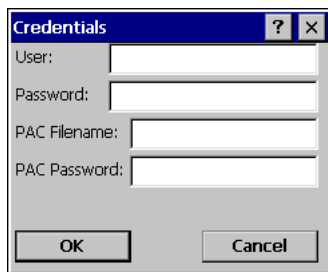 Credentials ? ×
User:
Password:
PAC Filename:
PAC Password:
OK Cancel